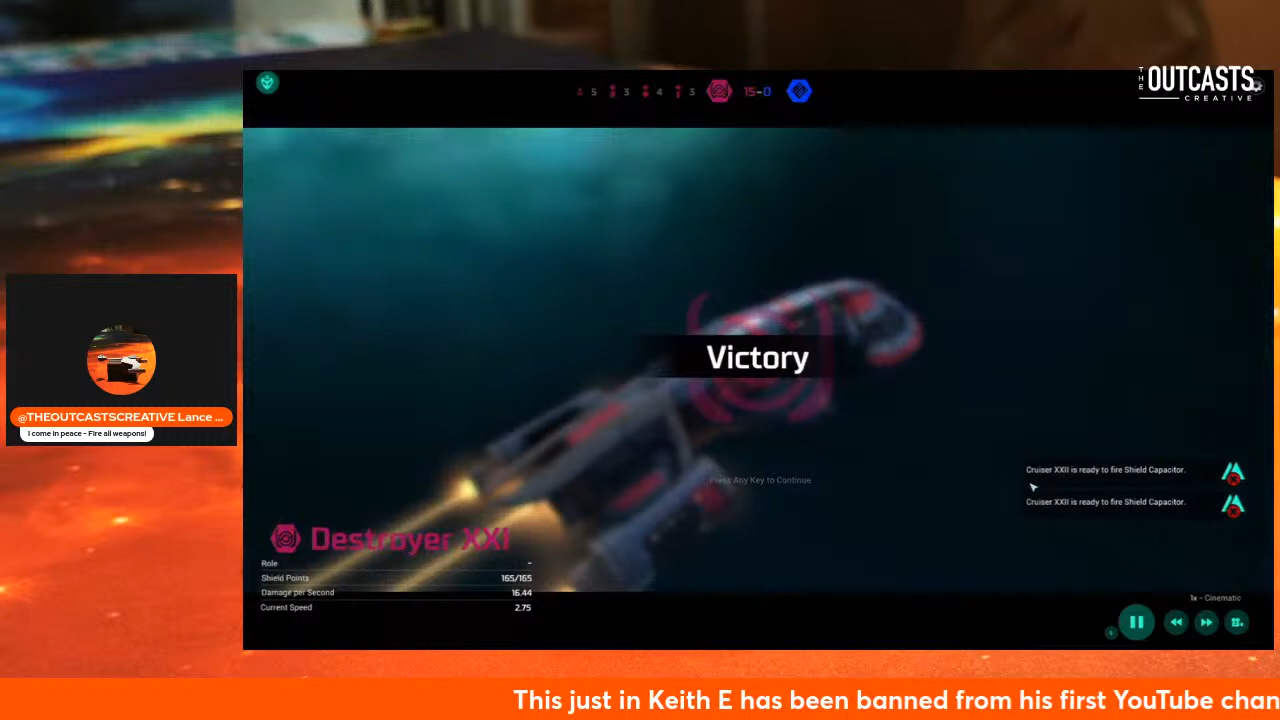 THE
OUTCASTS
CREATIVE
5 3 4 3 15-0
Victory
Press Any Key to Continue
Cruiser XXII is ready to fire Shield Capacitor.
Cruiser XXII is ready to fire Shield Capacitor.
@THEOUTCASTSCREATIVE Lance ...
I come in peace - Fire all weapons!
Destroyer XXI
Role -
Shield Points 165/165
Damage per Second 16.44
Current Speed 2.75
1x - Cinematic
This just in Keith E has been banned from his first YouTube chan